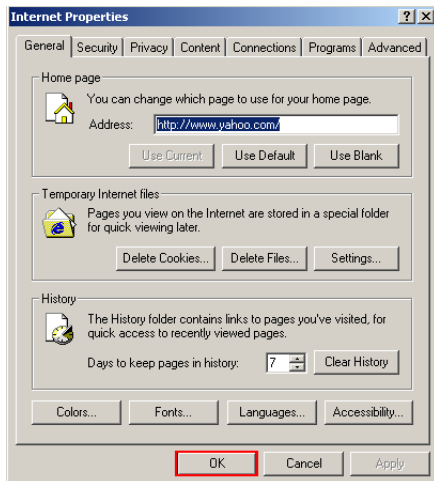 Internet Properties
General Security Privacy Content Connections Programs Advanced
Home page
You can change which page to use for your home page.
Address: http://www.yahoo.com/
Use Current Use Default Use Blank
Temporary Internet files
Pages you view on the Internet are stored in a special folder
for quick viewing later.
Delete Cookies... Delete Files... Settings...
History
The History folder contains links to pages you've visited, for
quick access to recently viewed pages.
Days to keep pages in history: 7 Clear History
Colors... Fonts... Languages... Accessibility...
OK Cancel Apply